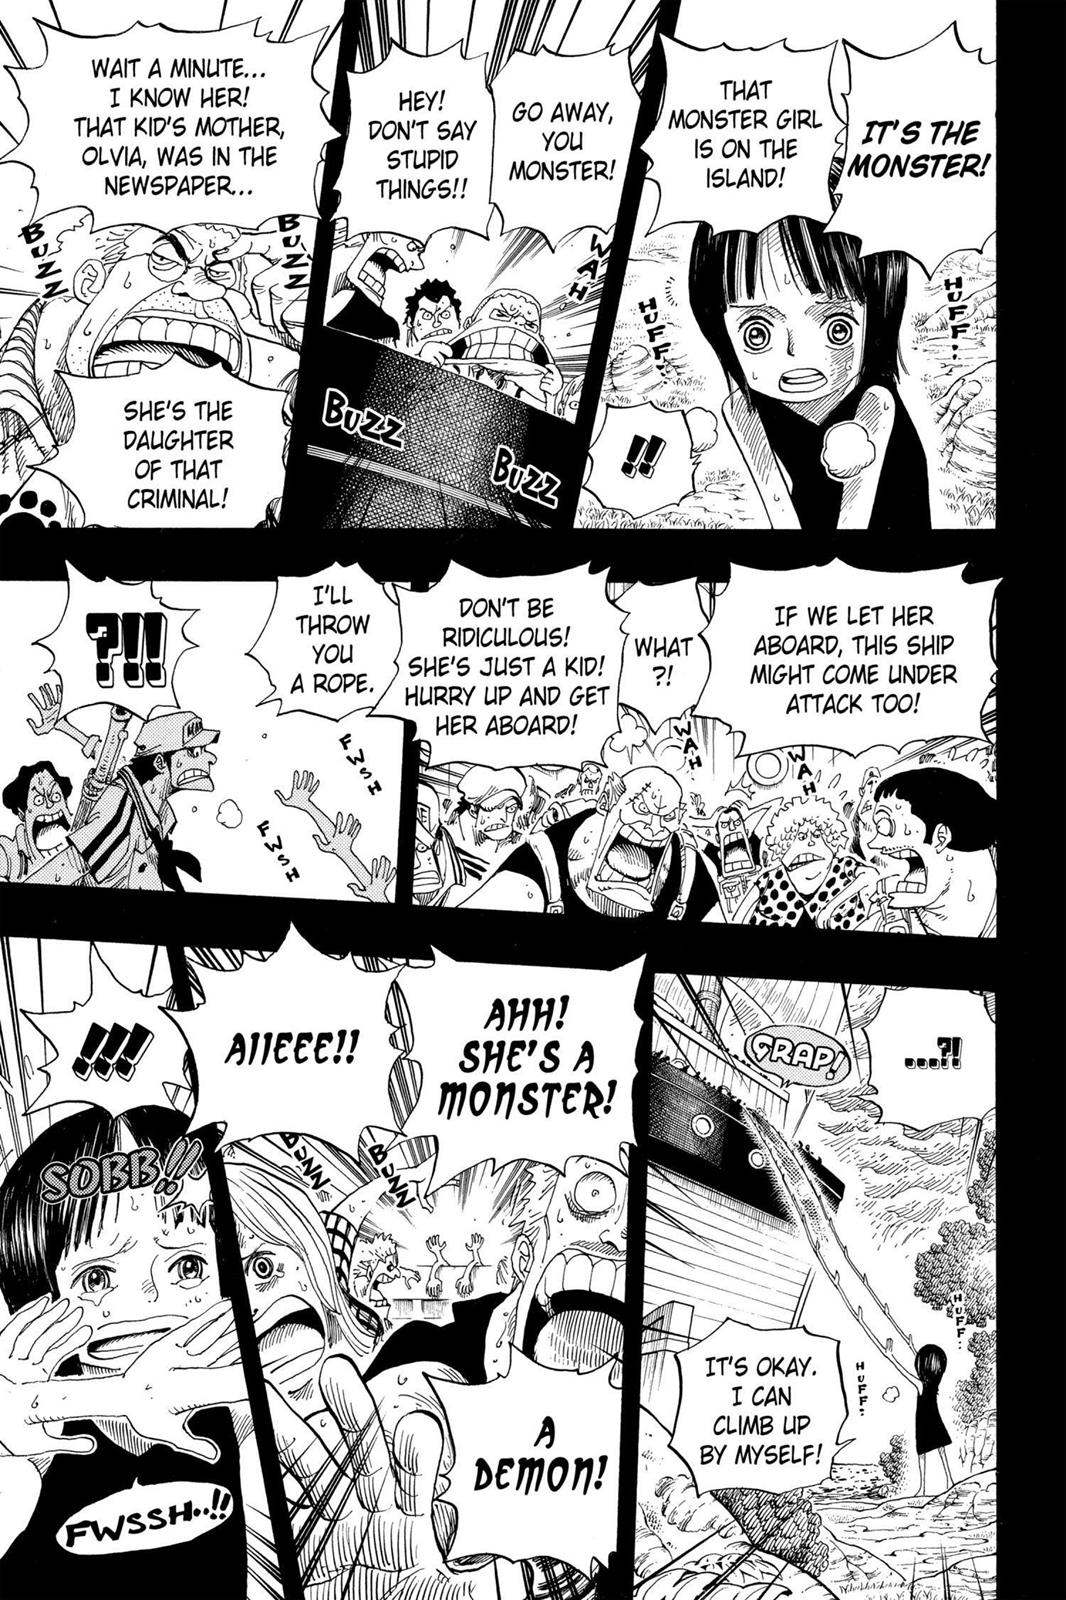 IT'S THE
MONSTER!
THAT
MONSTER GIRL
IS ON THE
ISLAND!
HUFF..
HUFF..
!!
GO AWAY,
YOU
MONSTER!
HEY!
DON'T SAY
STUPID
THINGS!!
WAH
BUZZ
BUZZ
WAIT A MINUTE...
I KNOW HER!
THAT KID'S MOTHER,
OLVIA, WAS IN THE
NEWSPAPER...
BUZZ
BUZZ
SHE'S THE
DAUGHTER
OF THAT
CRIMINAL!
IF WE LET HER
ABOARD, THIS SHIP
MIGHT COME UNDER
ATTACK TOO!
WHAT
?!
DON'T BE
RIDICULOUS!
SHE'S JUST A KID!
HURRY UP AND GET
HER ABOARD!
WAH
WAH
I'LL
THROW
YOU
A ROPE.
FWSH
FWSH
?!!
...?!
GRAP!
HUFF..
HUFF..
IT'S OKAY.
I CAN
CLIMB UP
BY MYSELF!
AHH!
SHE'S A
MONSTER!
AIIEEE!!
BUZZ
BUZZ
A
DEMON!
!!!
SOBB!!
FWSSH..!!